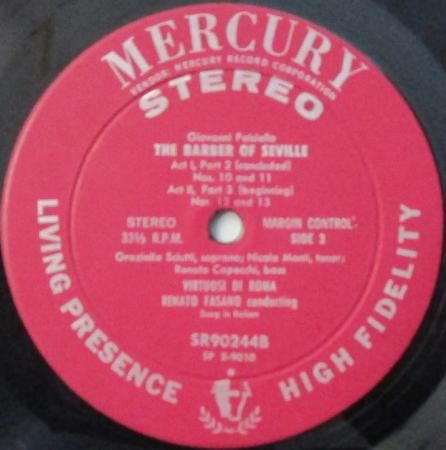 MERCURY
VENDOR: MERCURY RECORD CORPORATION
STEREO
Giovanni Paisiello
THE BARBER OF SEVILLE
Act I, Part 2 (concluded)
Nos. 10 and 11
Act II, Part 3 (beginning)
Nos. 12 and 13
STEREO
33⅓ R.P.M.
MARGIN CONTROL
SIDE 3
Graziella Sciutti, soprano; Nicola Monti, tenor;
Renato Capecchi, bass
VIRTUOSI DI ROMA
RENATO FASANO conducting
Sung in Italian
SR90244B
SP S-9010
LIVING PRESENCE
HIGH FIDELITY